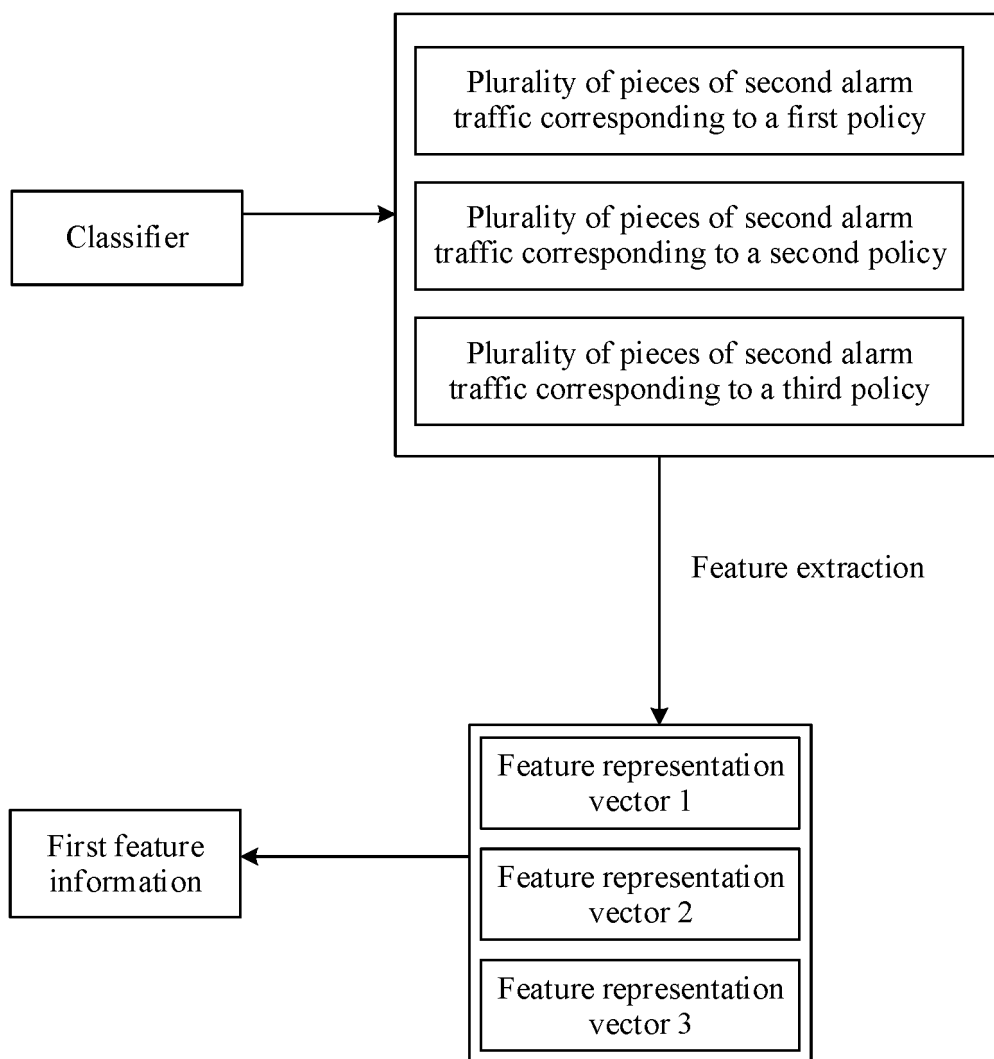 Plurality of pieces of second alarm
traffic corresponding to a first policy
Classifier
Plurality of pieces of second alarm
traffic corresponding to a second policy
Plurality of pieces of second alarm
traffic corresponding to a third policy
Feature extraction
Feature representation
vector 1
First feature
information
Feature representation
vector 2
Feature representation
vector 3